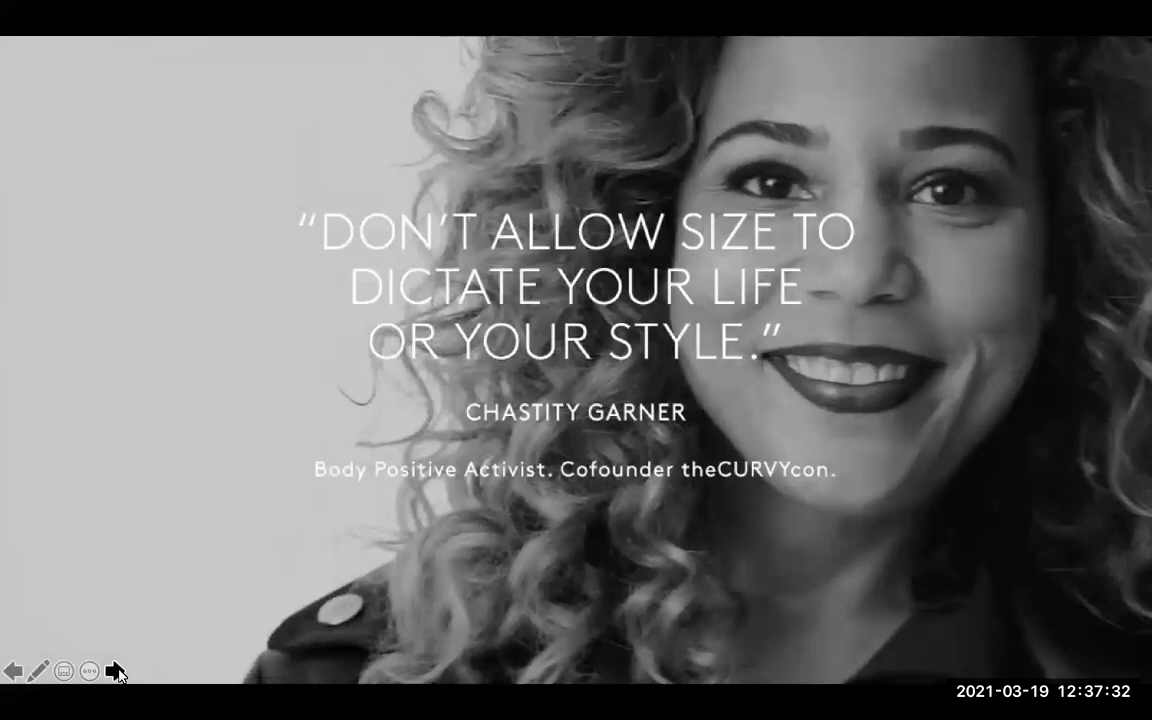 “DON’T ALLOW SIZE TO
DICTATE YOUR LIFE
OR YOUR STYLE.”
CHASTITY GARNER
Body Positive Activist. Cofounder theCURVYcon.
2021-03-19 12:37:32